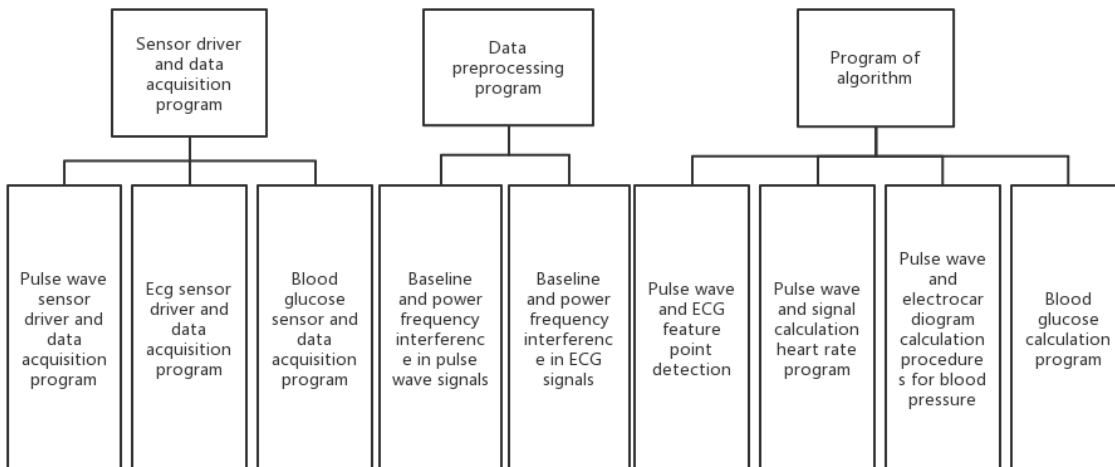 Sensor driver
and data
acquisition
program
Data
preprocessing
program
Program of
algorithm
Pulse wave
sensor
driver and
data
acquisition
program
Ecg sensor
driver and
data
acquisition
program
Blood
glucose
sensor and
data
acquisition
program
Baseline
and power
frequency
interferenc
e in pulse
wave signals
Baseline
and power
frequency
interferenc
e in ECG
signals
Pulse wave
and ECG
feature
point
detection
Pulse wave
and signal
calculation
heart rate
program
Pulse wave
and
electrocar
diogram
calculation
procedure
s for blood
pressure
Blood
glucose
calculation
program